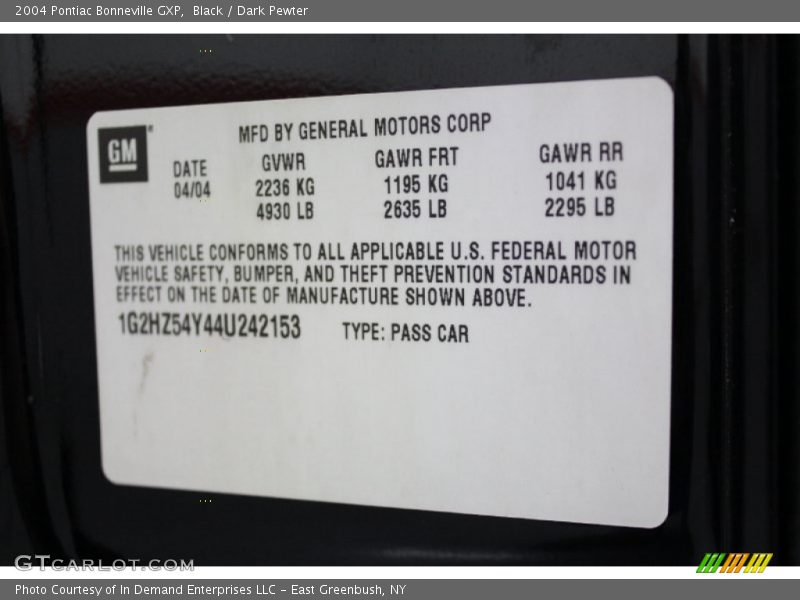 2004 Pontiac Bonneville GXP, Black / Dark Pewter
GM
MFD BY GENERAL MOTORS CORP
DATE GVWR GAWR FRT GAWR RR
04/04 2236 KG 1195 KG 1041 KG
4930 LB 2635 LB 2295 LB
THIS VEHICLE CONFORMS TO ALL APPLICABLE U.S. FEDERAL MOTOR
VEHICLE SAFETY, BUMPER, AND THEFT PREVENTION STANDARDS IN
EFFECT ON THE DATE OF MANUFACTURE SHOWN ABOVE.
1G2HZ54Y44U242153 TYPE: PASS CAR
GTCARLOT.COM
Photo Courtesy of In Demand Enterprises LLC - East Greenbush, NY